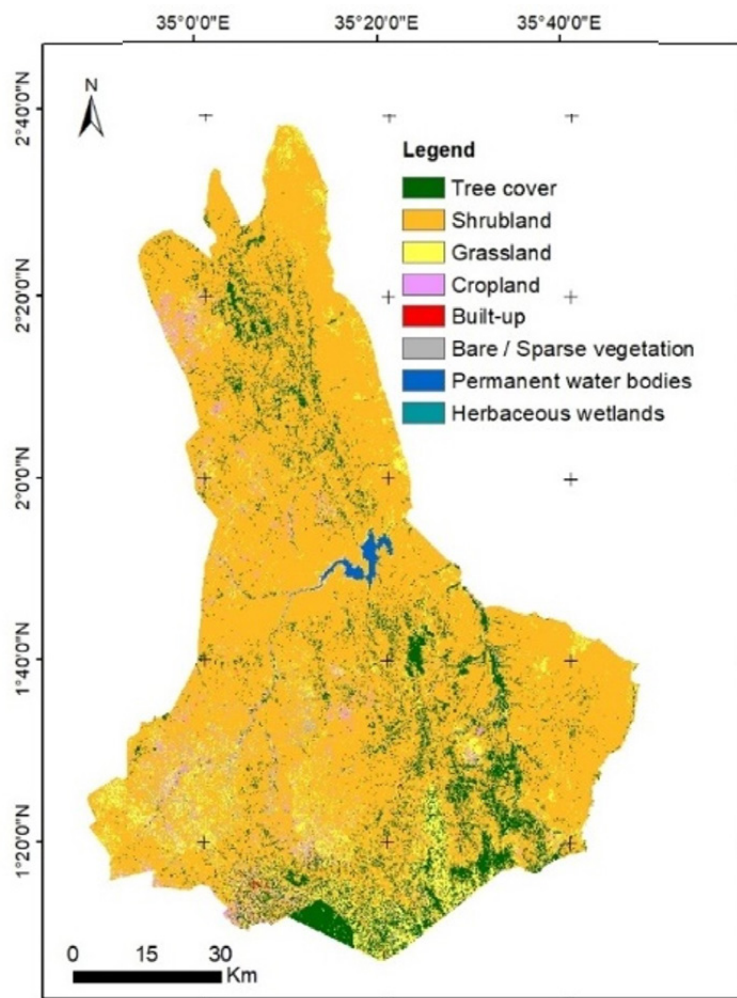 35°0'0"E 35°20'0"E 35°40'0"E
N
2°40'0"N
Legend
Tree cover
Shrubland
Grassland
Cropland
Built-up
Bare / Sparse vegetation
Permanent water bodies
Herbaceous wetlands
2°20'0"N
2°0'0"N
1°40'0"N
1°20'0"N
0 15 30
Km